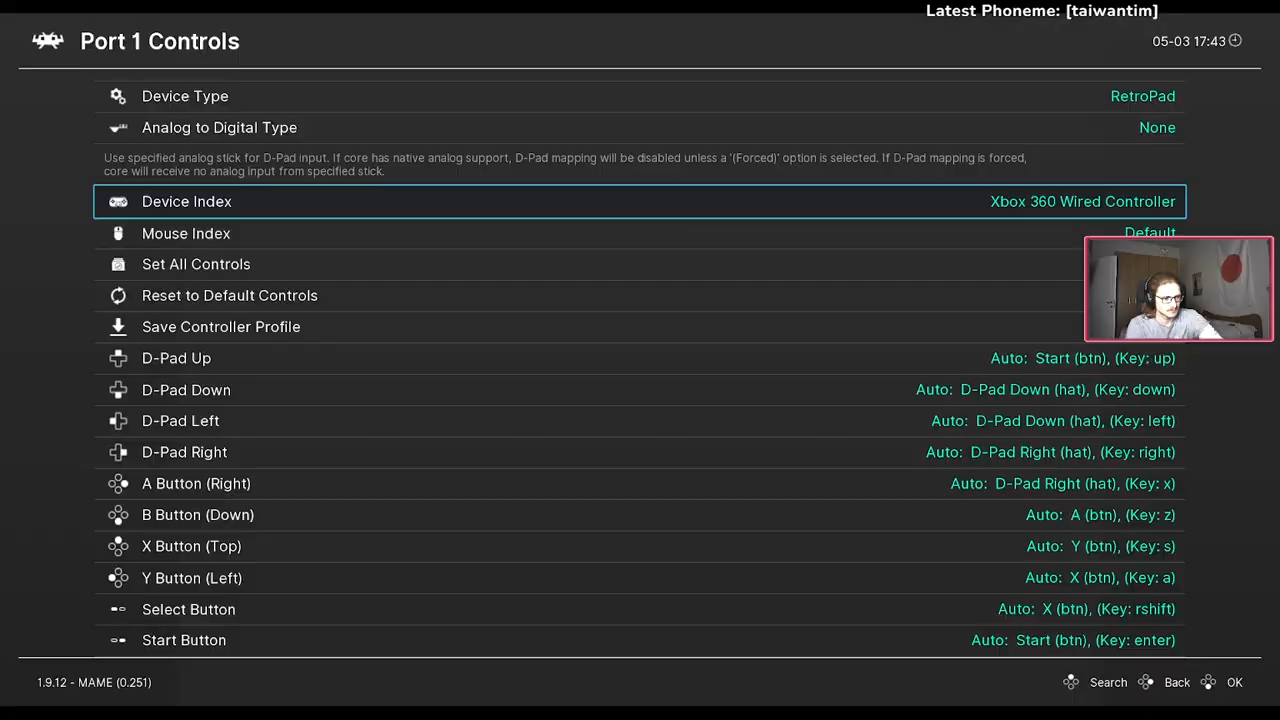 Latest Phoneme: [taiwantim]
Port 1 Controls
05-03 17:43
Device Type
RetroPad
Analog to Digital Type
None
Use specified analog stick for D-Pad input. If core has native analog support, D-Pad mapping will be disabled unless a '(Forced)' option is selected. If D-Pad mapping is forced,
core will receive no analog input from specified stick.
Device Index
Xbox 360 Wired Controller
Mouse Index
Default
Set All Controls
Reset to Default Controls
Save Controller Profile
D-Pad Up
Auto: Start (btn), (Key: up)
D-Pad Down
Auto: D-Pad Down (hat), (Key: down)
D-Pad Left
Auto: D-Pad Down (hat), (Key: left)
D-Pad Right
Auto: D-Pad Right (hat), (Key: right)
A Button (Right)
Auto: D-Pad Right (hat), (Key: x)
B Button (Down)
Auto: A (btn), (Key: z)
X Button (Top)
Auto: Y (btn), (Key: s)
Y Button (Left)
Auto: X (btn), (Key: a)
Select Button
Auto: X (btn), (Key: rshift)
Start Button
Auto: Start (btn), (Key: enter)
1.9.12 - MAME (0.251)
Search
Back
OK